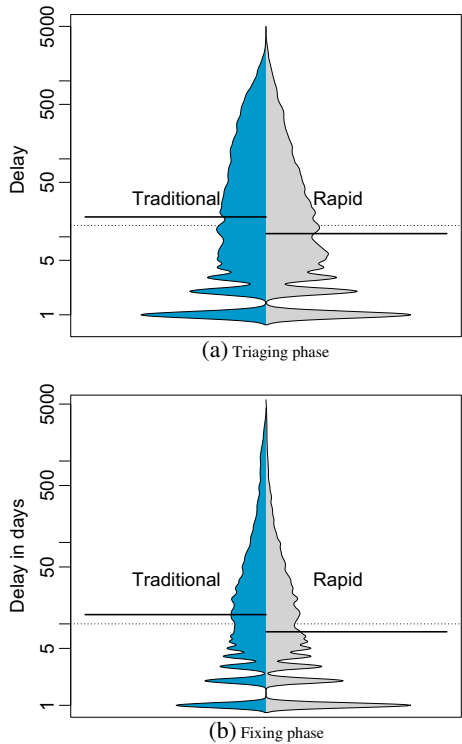 5000
500
50
5
1
Delay
Traditional
Rapid
(a) Triaging phase
5000
500
50
5
1
Delay in days
Traditional
Rapid
(b) Fixing phase